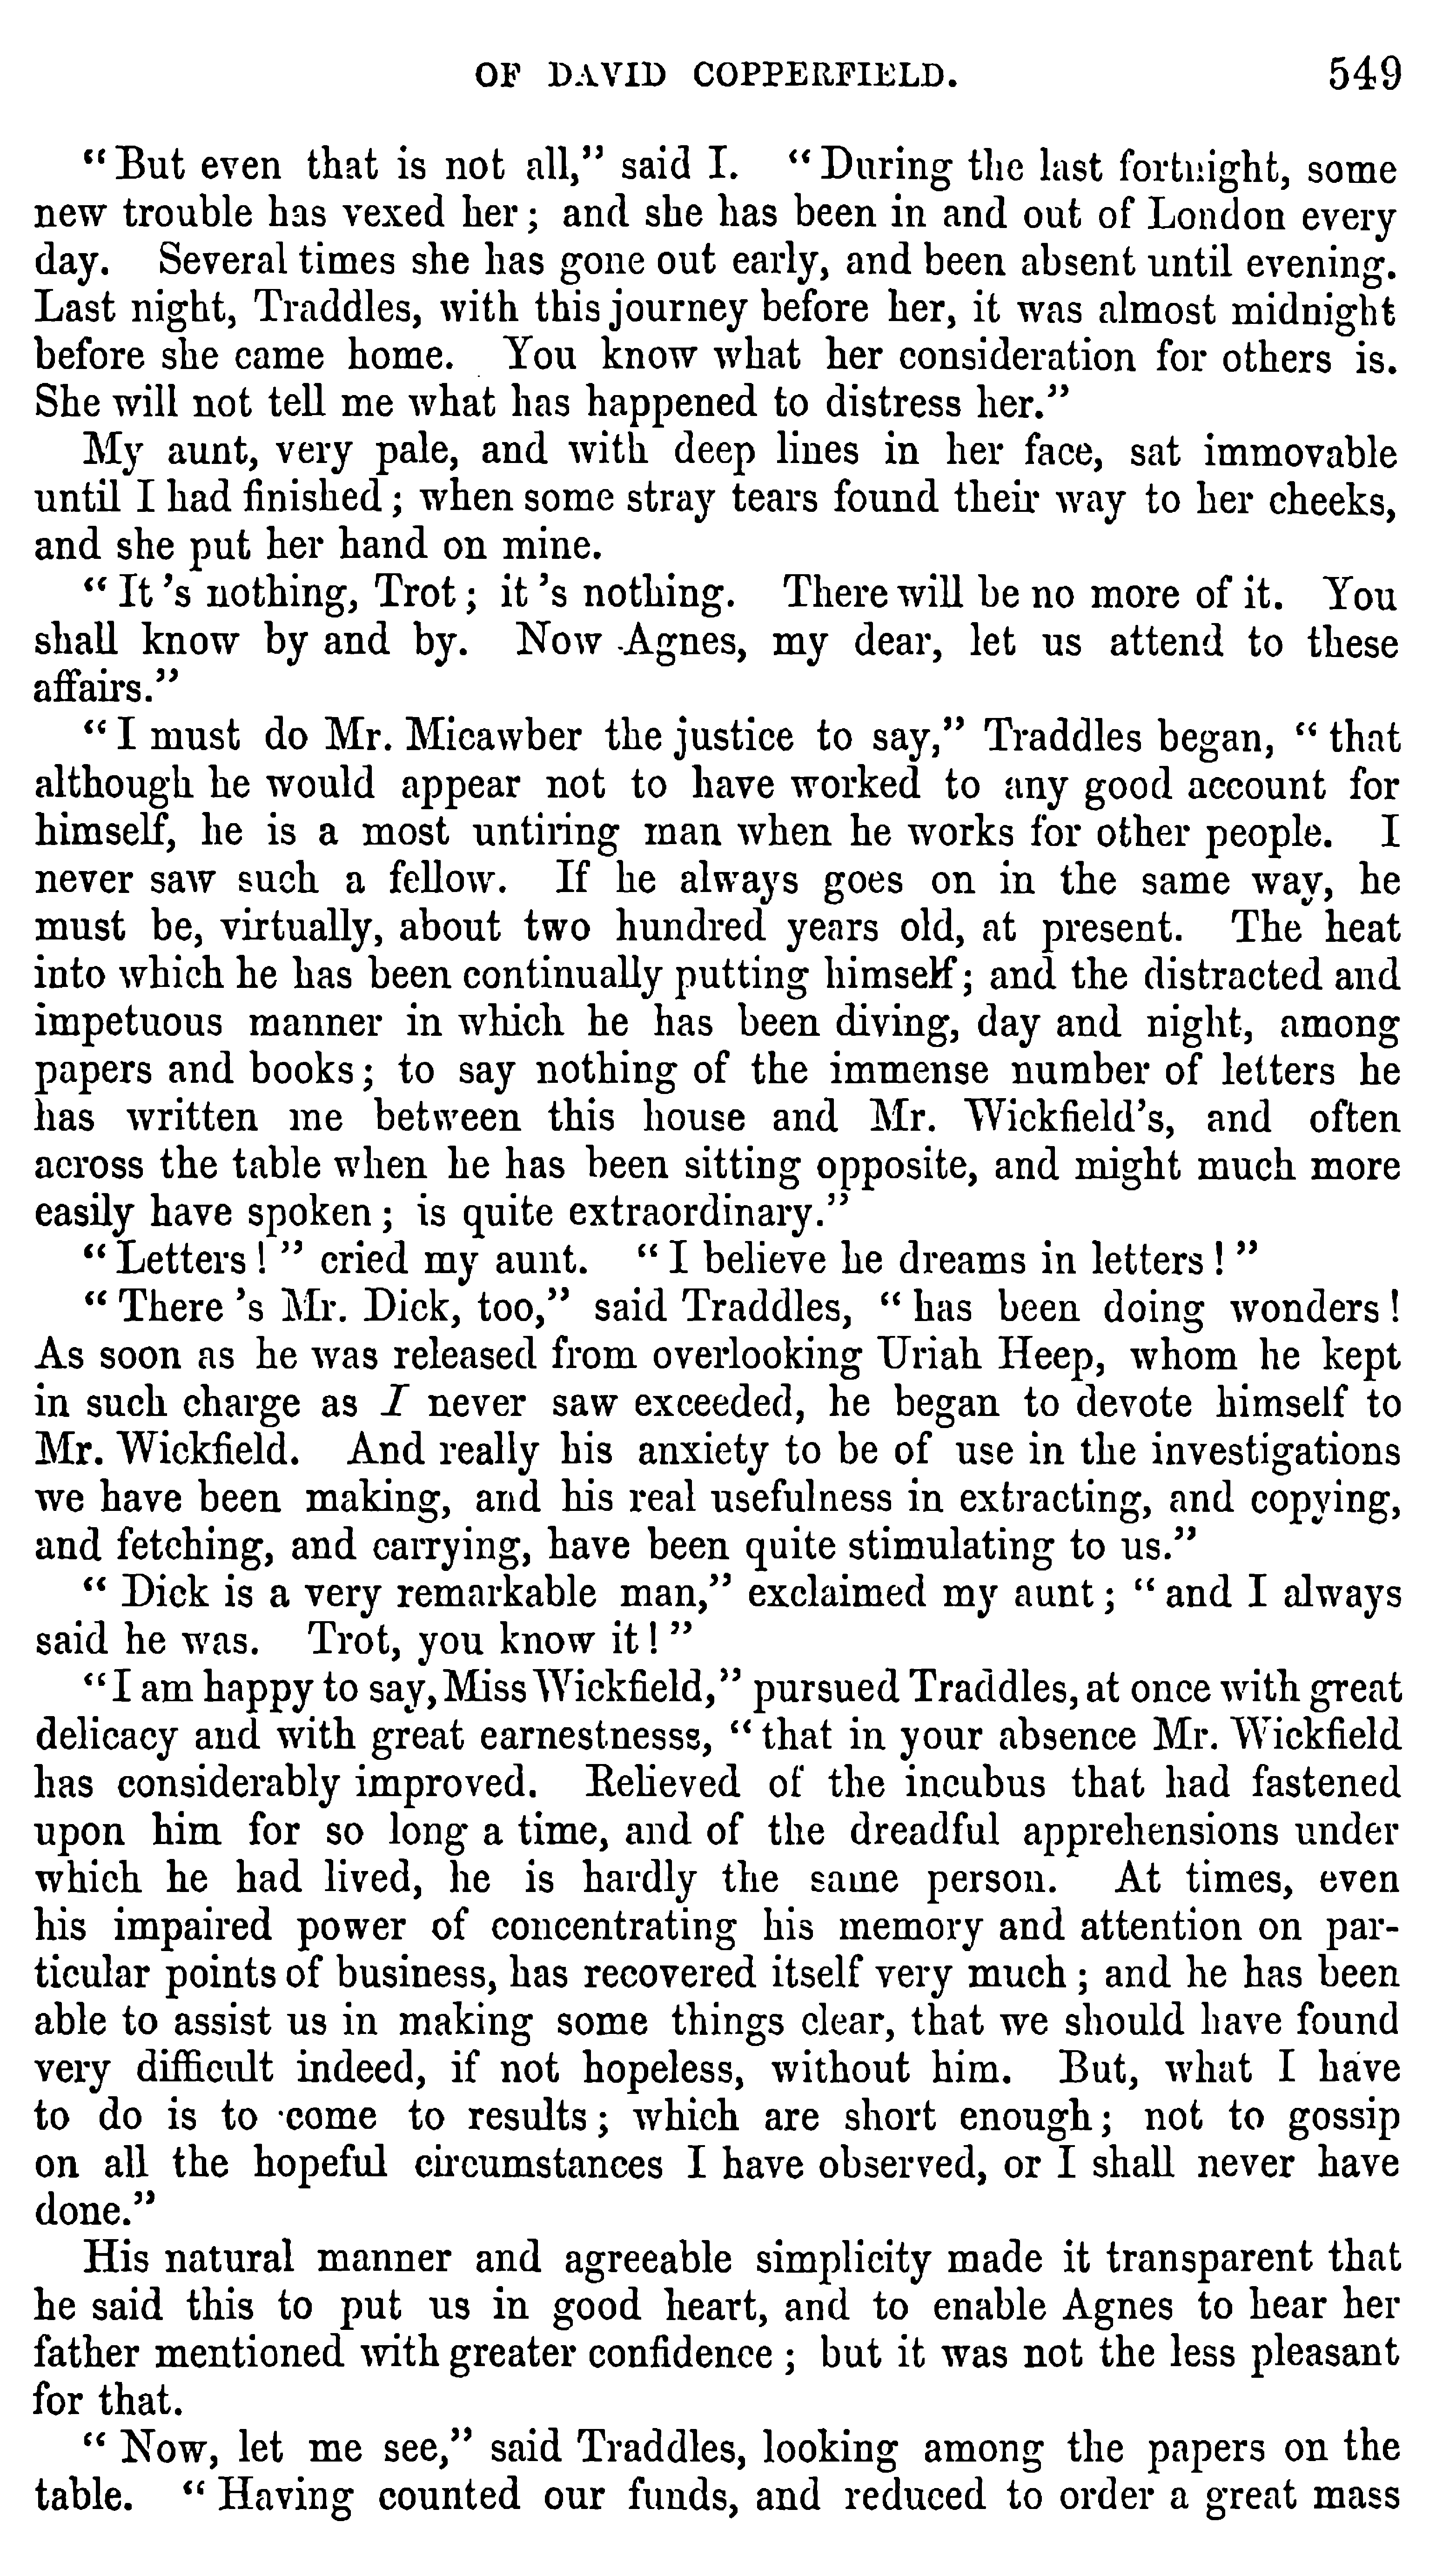 OF DAVID COPPERFIELD. 549
“But even that is not all,” said I. “During the last fortnight, some
new trouble has vexed her; and she has been in and out of London every
day. Several times she has gone out early, and been absent until evening.
Last night, Traddles, with this journey before her, it was almost midnight
before she came home. You know what her consideration for others is.
She will not tell me what has happened to distress her.”
My aunt, very pale, and with deep lines in her face, sat immovable
until I had finished; when some stray tears found their way to her cheeks,
and she put her hand on mine.
“It 's nothing, Trot; it 's nothing. There will be no more of it. You
shall know by and by. Now Agnes, my dear, let us attend to these
affairs.”
“I must do Mr. Micawber the justice to say,” Traddles began, “that
although he would appear not to have worked to any good account for
himself, he is a most untiring man when he works for other people. I
never saw such a fellow. If he always goes on in the same way, he
must be, virtually, about two hundred years old, at present. The heat
into which he has been continually putting himself; and the distracted and
impetuous manner in which he has been diving, day and night, among
papers and books; to say nothing of the immense number of letters he
has written me between this house and Mr. Wickfield's, and often
across the table when he has been sitting opposite, and might much more
easily have spoken; is quite extraordinary.”
“Letters!” cried my aunt. “I believe he dreams in letters!”
“There 's Mr. Dick, too,” said Traddles, “has been doing wonders!
As soon as he was released from overlooking Uriah Heep, whom he kept
in such charge as I never saw exceeded, he began to devote himself to
Mr. Wickfield. And really his anxiety to be of use in the investigations
we have been making, and his real usefulness in extracting, and copying,
and fetching, and carrying, have been quite stimulating to us.”
“Dick is a very remarkable man,” exclaimed my aunt; “and I always
said he was. Trot, you know it!”
“I am happy to say, Miss Wickfield,” pursued Traddles, at once with great
delicacy and with great earnestnesss, “that in your absence Mr. Wickfield
has considerably improved. Relieved of the incubus that had fastened
upon him for so long a time, and of the dreadful apprehensions under
which he had lived, he is hardly the same person. At times, even
his impaired power of concentrating his memory and attention on par-
ticular points of business, has recovered itself very much; and he has been
able to assist us in making some things clear, that we should have found
very difficult indeed, if not hopeless, without him. But, what I have
to do is to come to results; which are short enough; not to gossip
on all the hopeful circumstances I have observed, or I shall never have
done.”
His natural manner and agreeable simplicity made it transparent that
he said this to put us in good heart, and to enable Agnes to hear her
father mentioned with greater confidence; but it was not the less pleasant
for that.
“Now, let me see,” said Traddles, looking among the papers on the
table. “Having counted our funds, and reduced to order a great mass